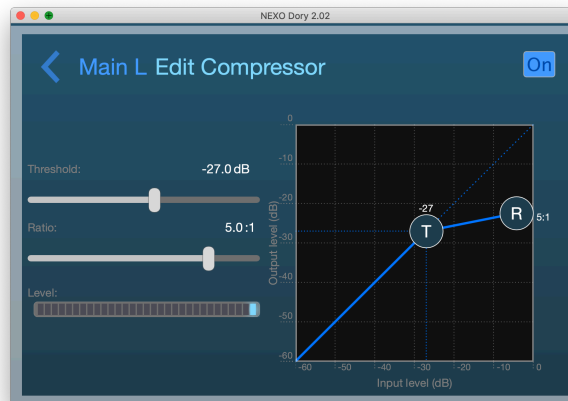 NEXO Dory 2.02
Main L Edit Compressor
On
Threshold: -27.0 dB
Ratio: 5.0:1
Level:
0
-10
-20
-30
-40
-50
-60
Output level (dB)
-27
T
R
5:1
-60 -50 -40 -30 -20 -10 0
Input level (dB)